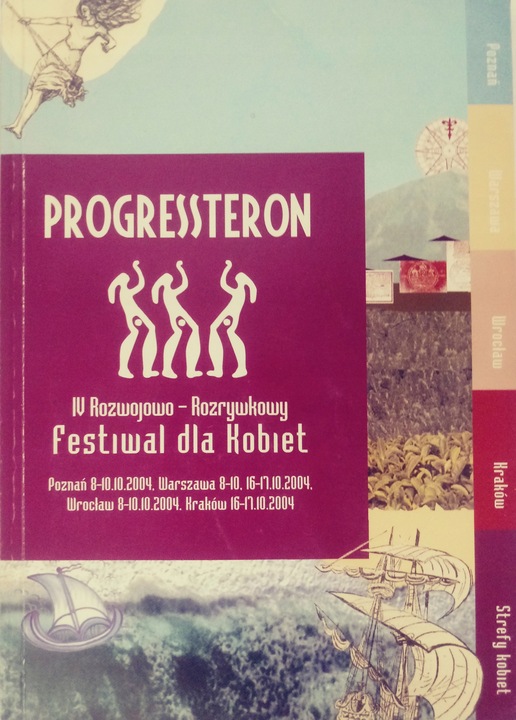 PROGRESSTERON
IV Rozwojowo - Rozrywkowy
Festiwal dla Kobiet
Poznań 8-10.10.2004, Warszawa 8-10, 16-17.10.2004,
Wrocław 8-10.10.2004, Kraków 16-17.10.2004
Poznań
Warszawa
Wrocław
Kraków
Strefy kobiet